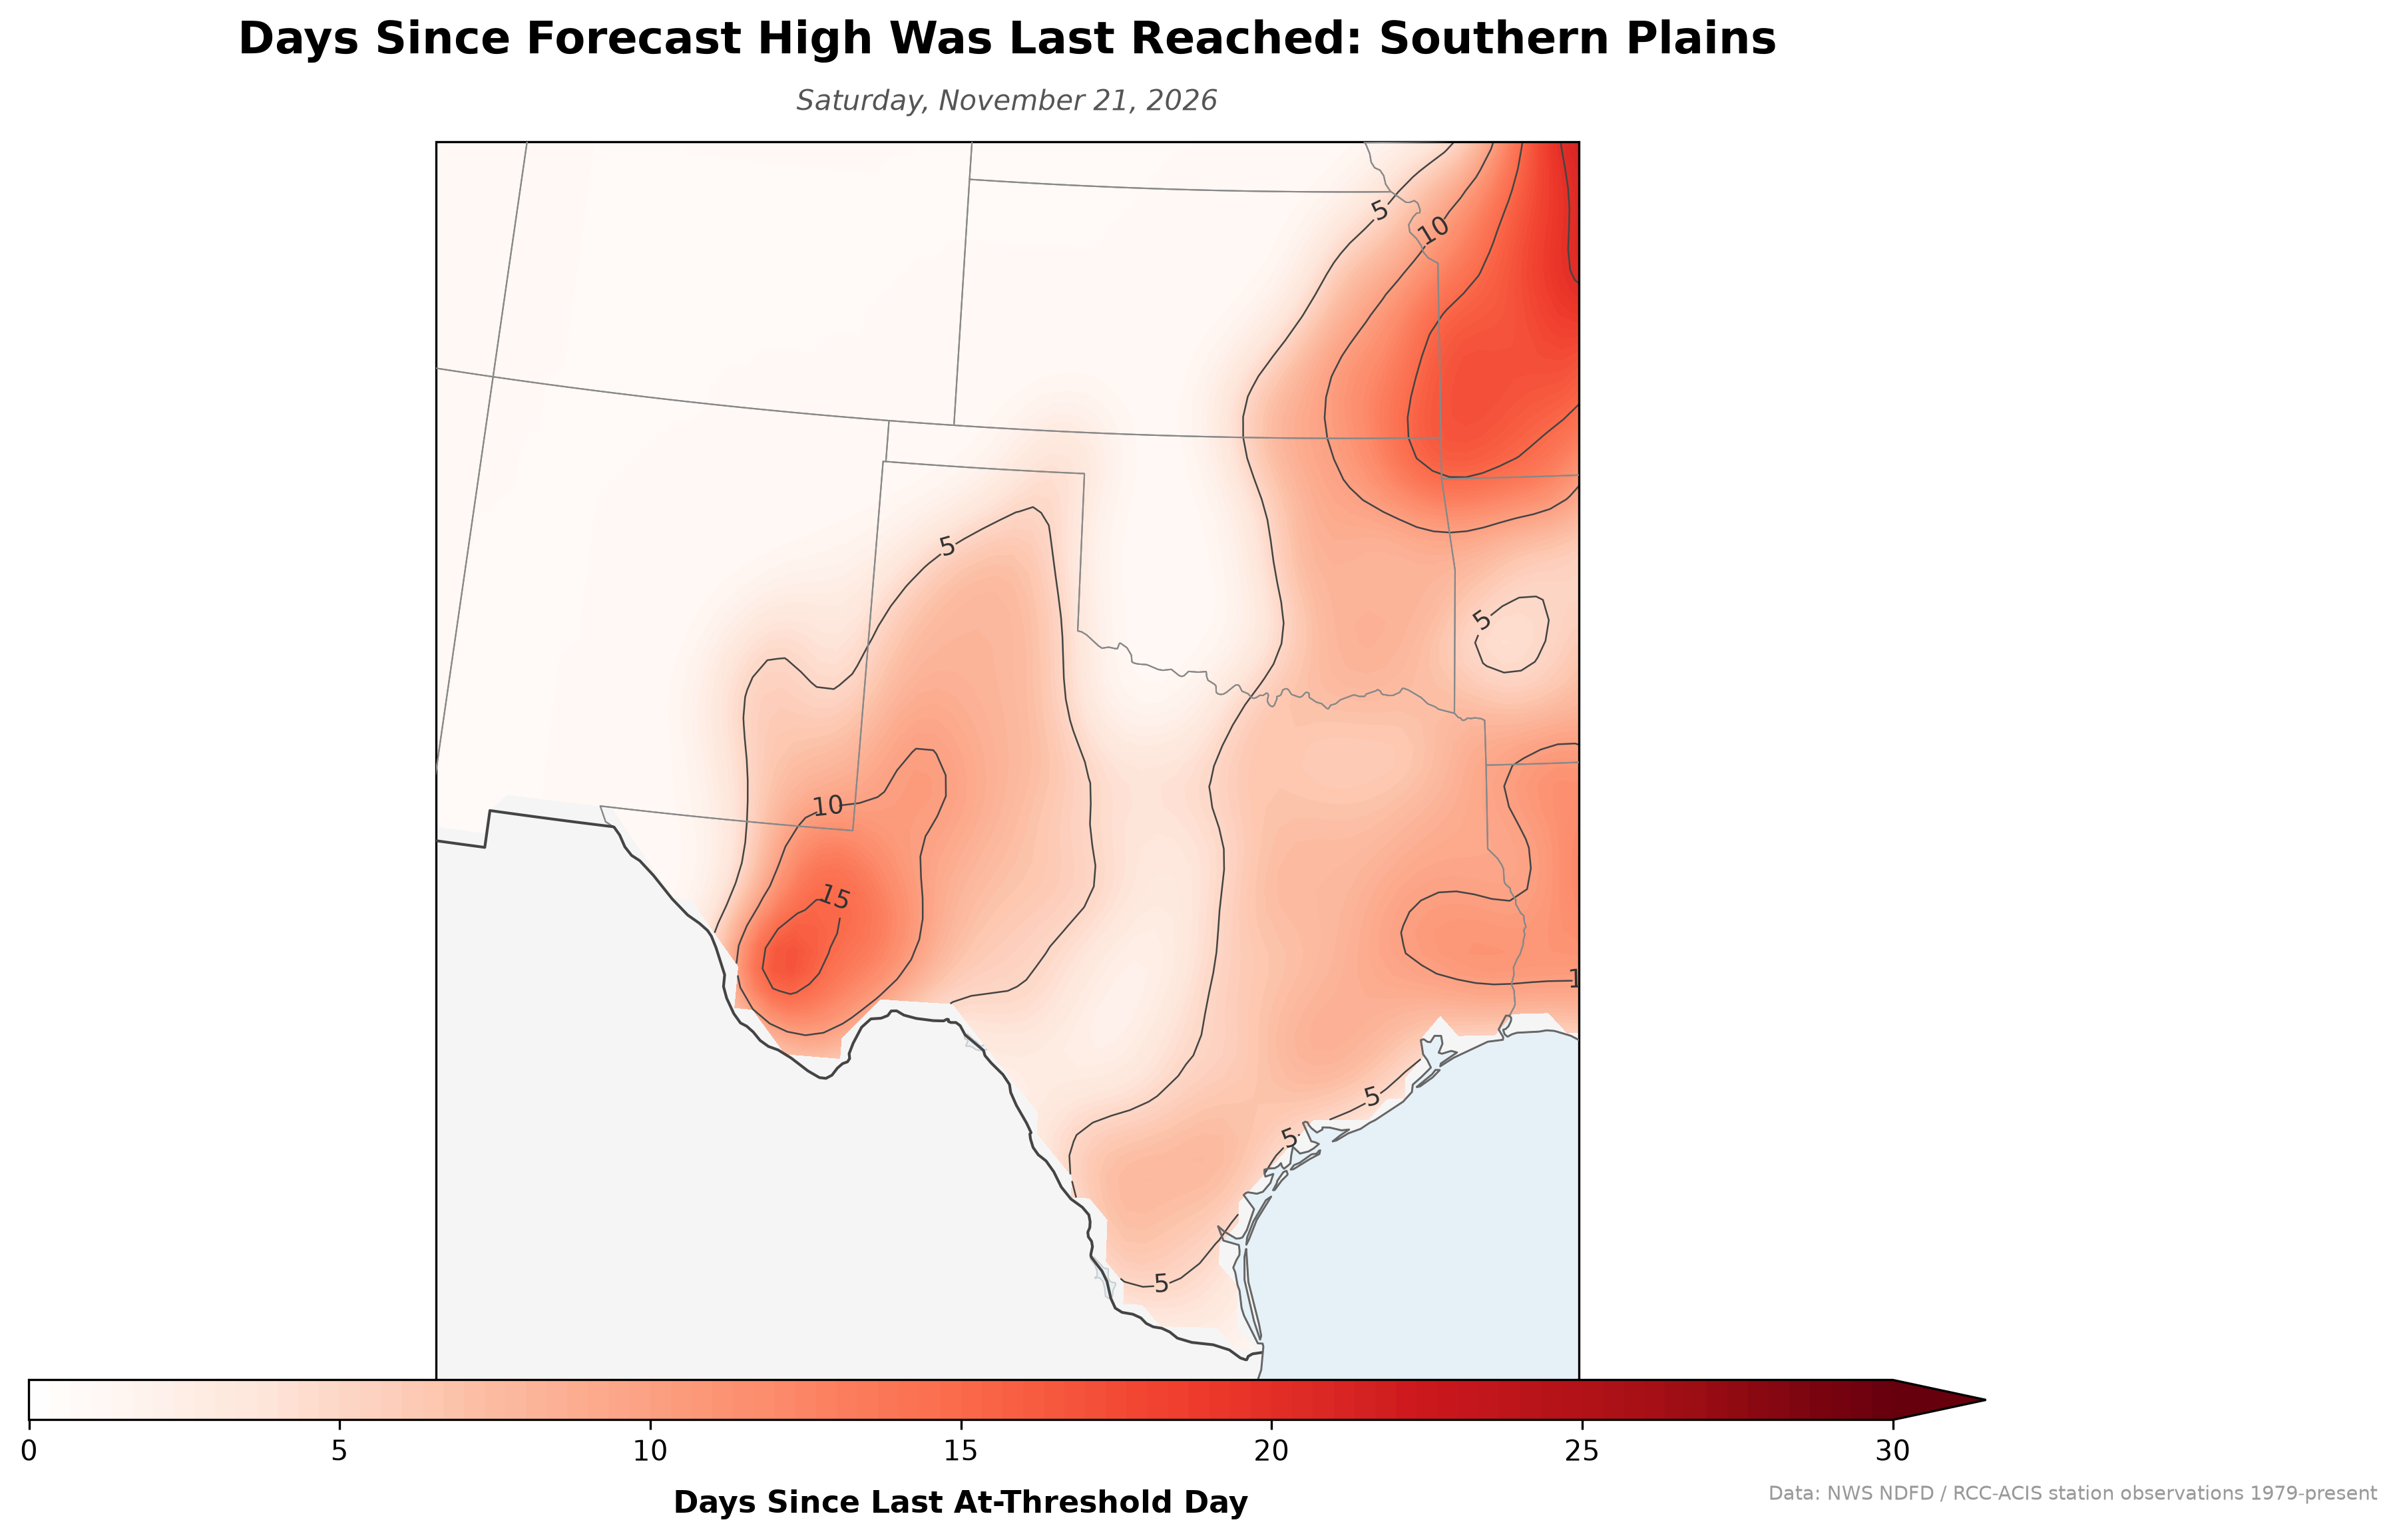 Days Since Forecast High Was Last Reached: Southern Plains
Saturday, November 21, 2026
5
10
5
5
10
15
1
5
5
5
0 5 10 15 20 25 30
Days Since Last At-Threshold Day
Data: NWS NDFD / RCC-ACIS station observations 1979-present